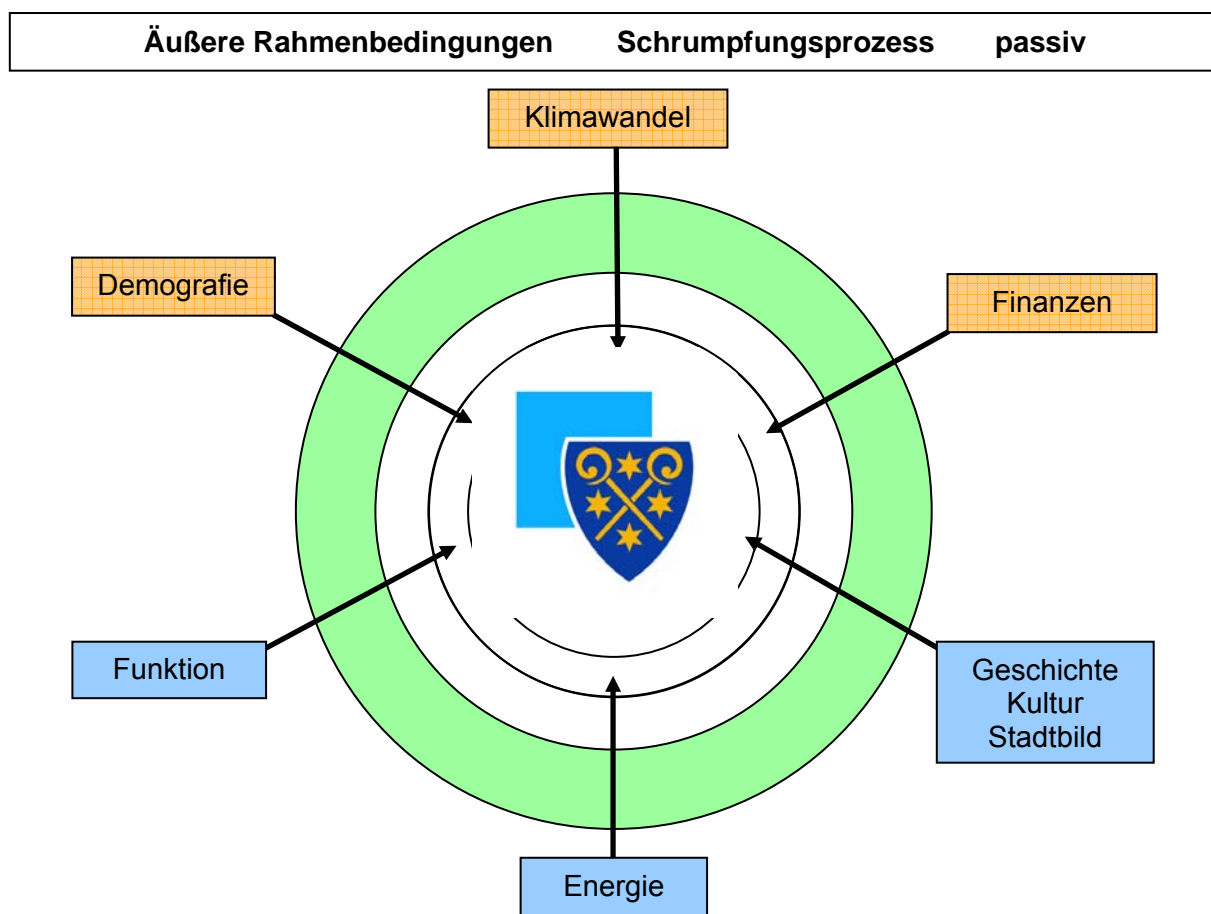 Äußere Rahmenbedingungen Schrumpfungsprozess passiv
Klimawandel
Demografie
Finanzen
Funktion
Geschichte
Kultur
Stadtbild
Energie